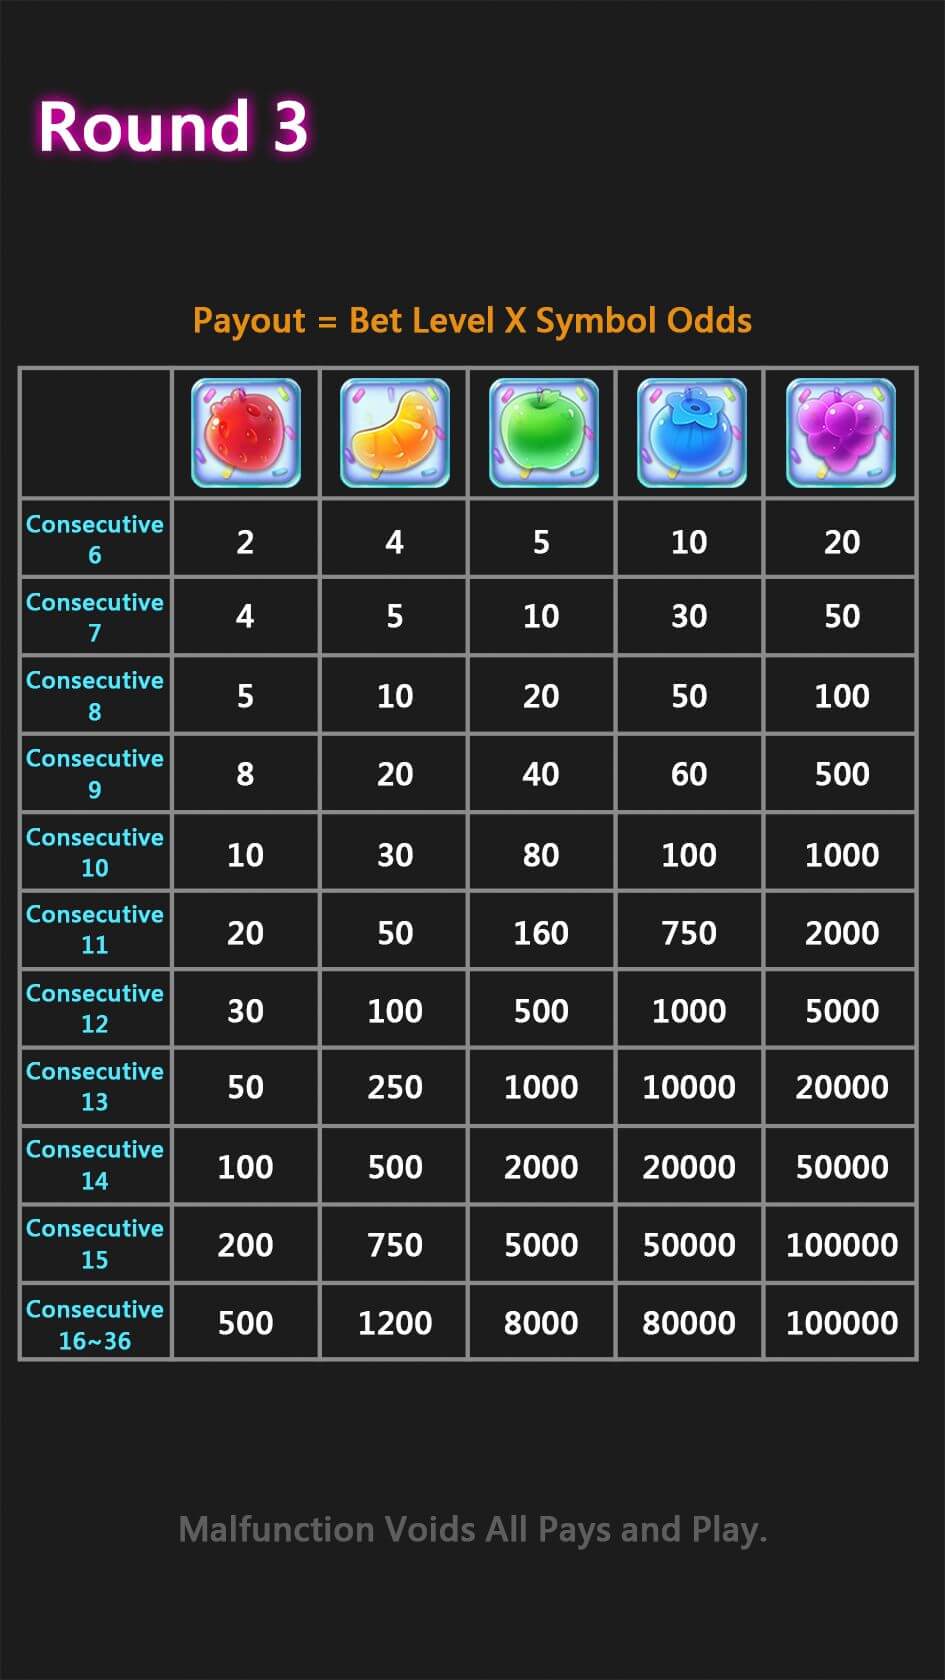 Round 3
Payout = Bet Level X Symbol Odds
Consecutive
6
2 4 5 10 20
Consecutive
7
4 5 10 30 50
Consecutive
8
5 10 20 50 100
Consecutive
9
8 20 40 60 500
Consecutive
10
10 30 80 100 1000
Consecutive
11
20 50 160 750 2000
Consecutive
12
30 100 500 1000 5000
Consecutive
13
50 250 1000 10000 20000
Consecutive
14
100 500 2000 20000 50000
Consecutive
15
200 750 5000 50000 100000
Consecutive
16~36
500 1200 8000 80000 100000
Malfunction Voids All Pays and Play.